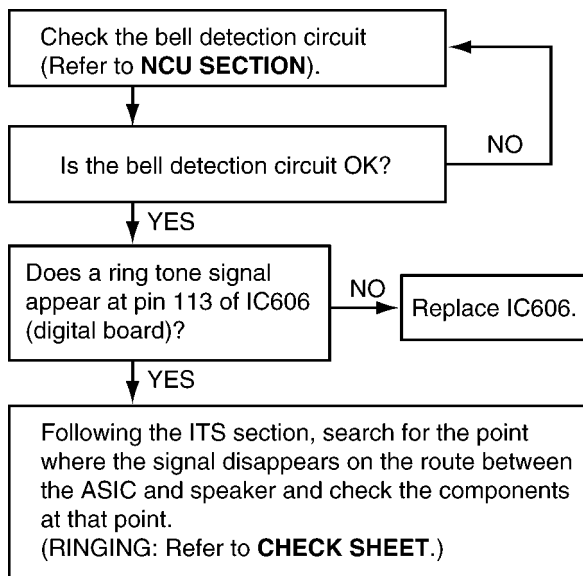 Check the bell detection circuit
(Refer to NCU SECTION).
NO
Is the bell detection circuit OK?
YES
Does a ring tone signal
appear at pin 113 of IC606
(digital board)?
NO
Replace IC606.
YES
Following the ITS section, search for the point
where the signal disappears on the route between
the ASIC and speaker and check the components
at that point.
(RINGING: Refer to CHECK SHEET.)